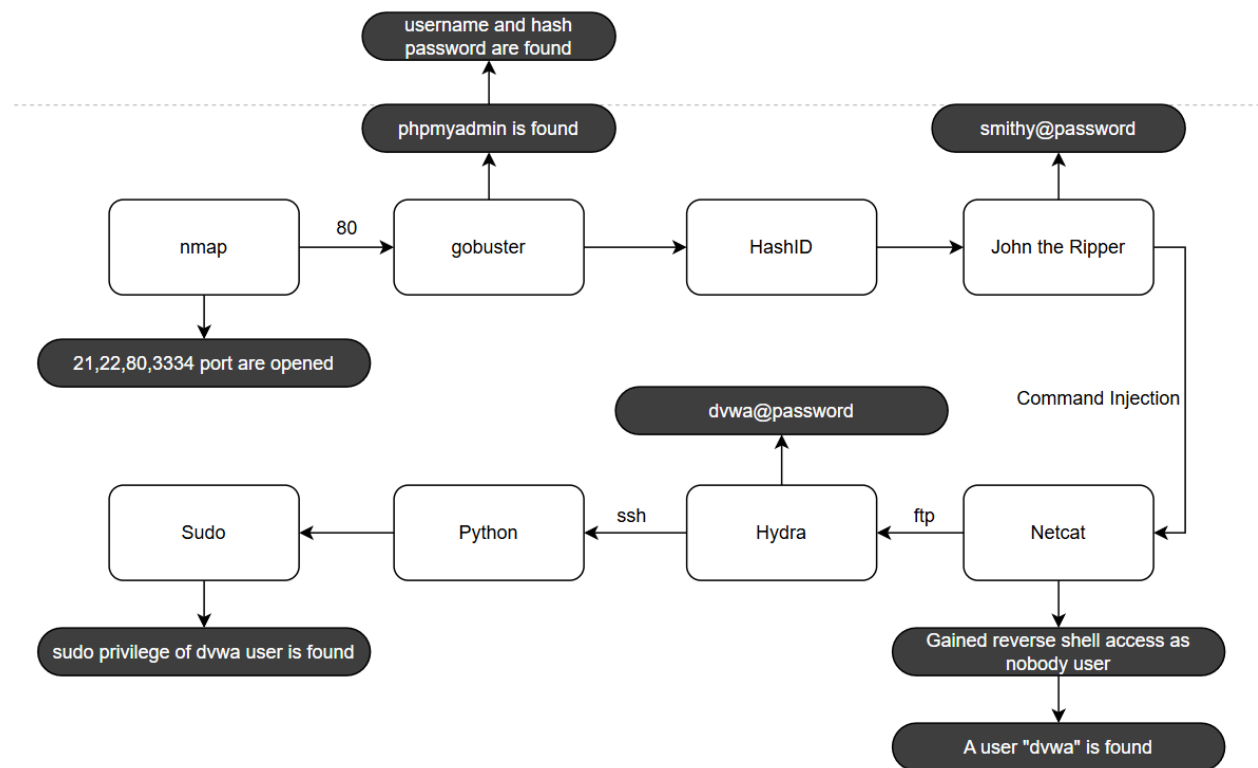 username and hash
password are found
phpmyadmin is found
smithy@password
nmap
80
gobuster
HashID
John the Ripper
21,22,80,3334 port are opened
dvwa@password
Command Injection
Sudo
Python
ssh
Hydra
ftp
Netcat
sudo privilege of dvwa user is found
Gained reverse shell access as
nobody user
A user "dvwa" is found